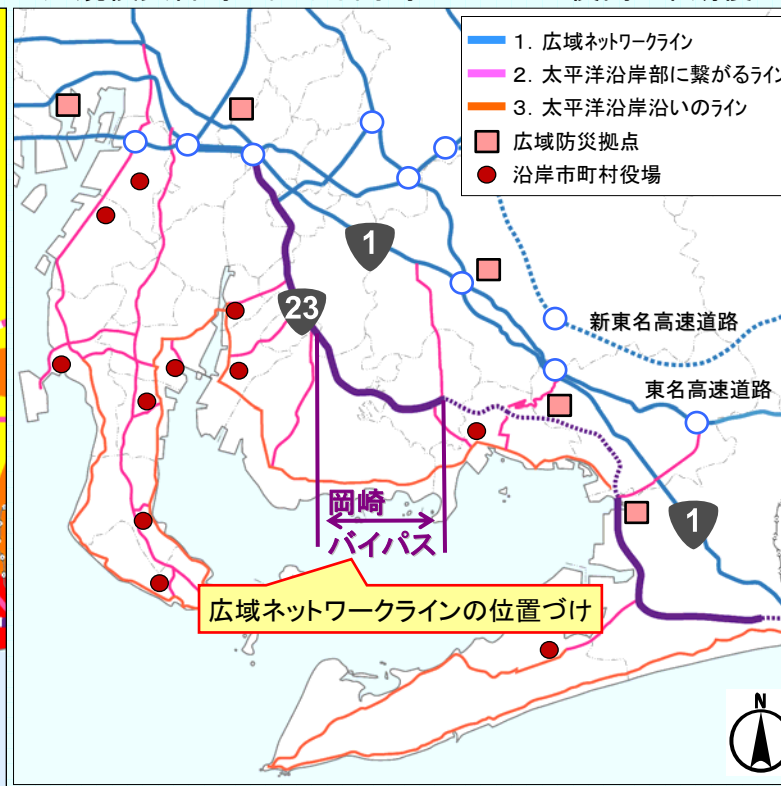 1. 広域ネットワークライン
2. 太平洋沿岸部に繋がるライン
3. 太平洋沿岸沿いのライン
広域防災拠点
沿岸市町村役場
1
23
新東名高速道路
東名高速道路
岡崎
バイパス
1
広域ネットワークラインの位置づけ
N